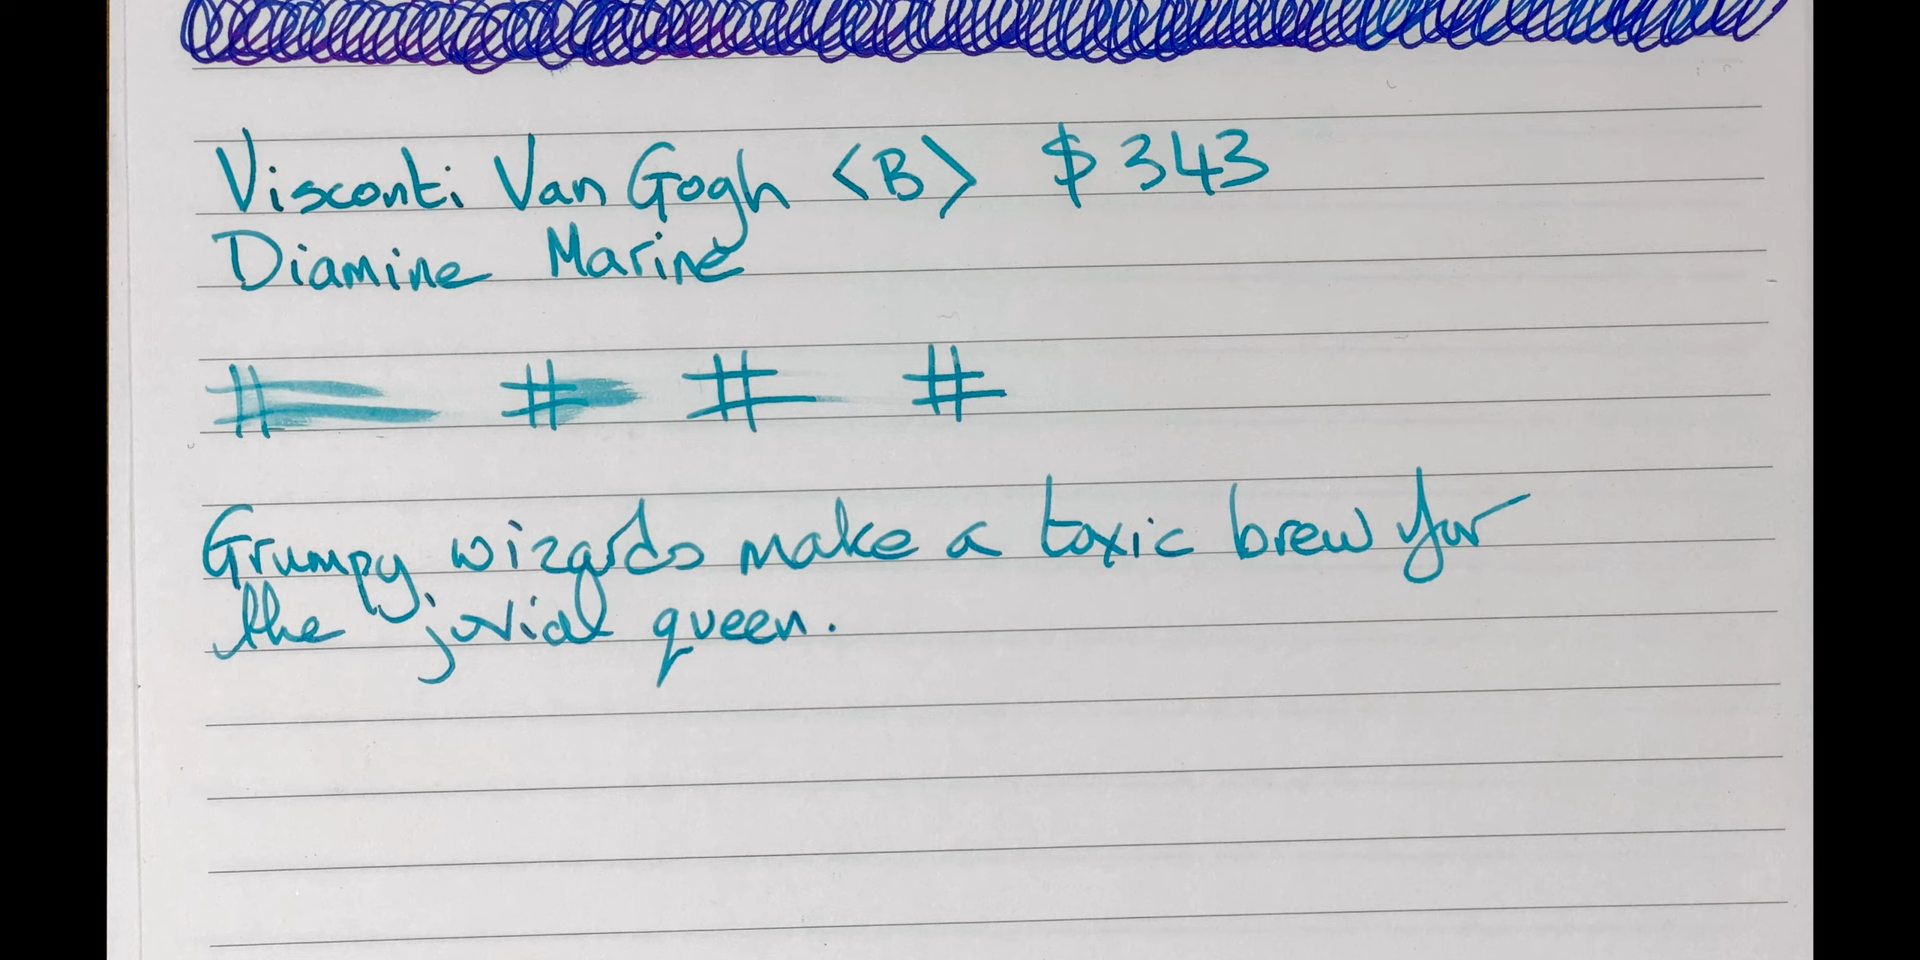 Visconti Van Gogh <B> $343
Diamine Marine
# # # #
Grumpy wizards make a toxic brew for
the jovial queen.